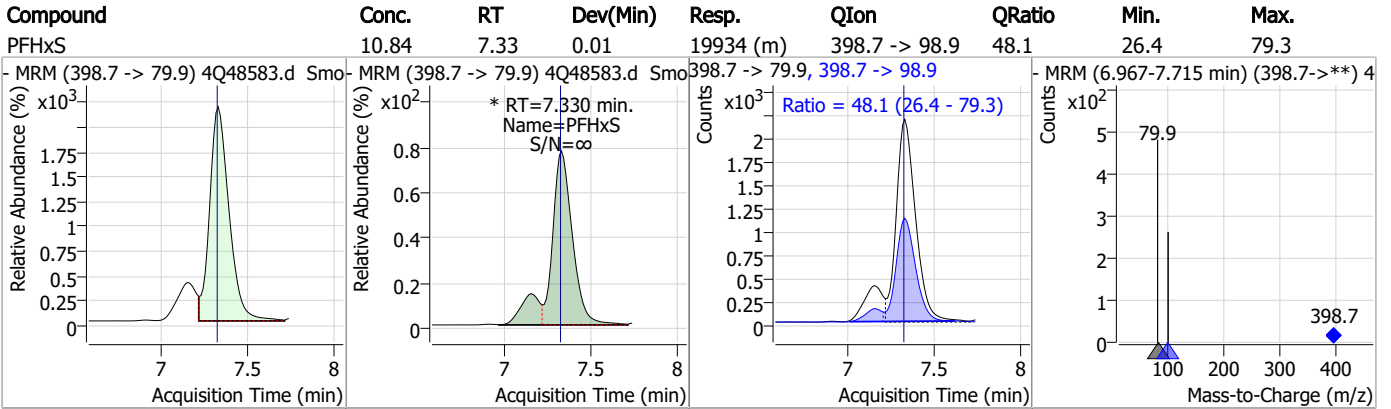 Compound Conc. RT Dev(Min) Resp. QIon QRatio Min. Max.
PFHxS 10.84 7.33 0.01 19934 (m) 398.7 -> 98.9 48.1 26.4 79.3
- MRM (398.7 -> 79.9) 4Q48583.d Smo
x10³
Relative Abundance (%)
1.75
1.5
1.25
1
0.75
0.5
0.25
0
7 7.5 8
Acquisition Time (min)
- MRM (398.7 -> 79.9) 4Q48583.d Smo
x10²
* RT=7.330 min.
Name=PFHxS
S/N=∞
Relative Abundance (%)
0.8
0.6
0.4
0.2
0
7 7.5 8
Acquisition Time (min)
398.7 -> 79.9, 398.7 -> 98.9
x10³
Ratio = 48.1 (26.4 - 79.3)
Counts
2
1.75
1.5
1.25
1
0.75
0.5
0.25
0
7 7.5 8
Acquisition Time (min)
- MRM (6.967-7.715 min) (398.7->**) 4
x10²
Counts
79.9
5
4
3
2
1
0
398.7
100 200 300 400
Mass-to-Charge (m/z)